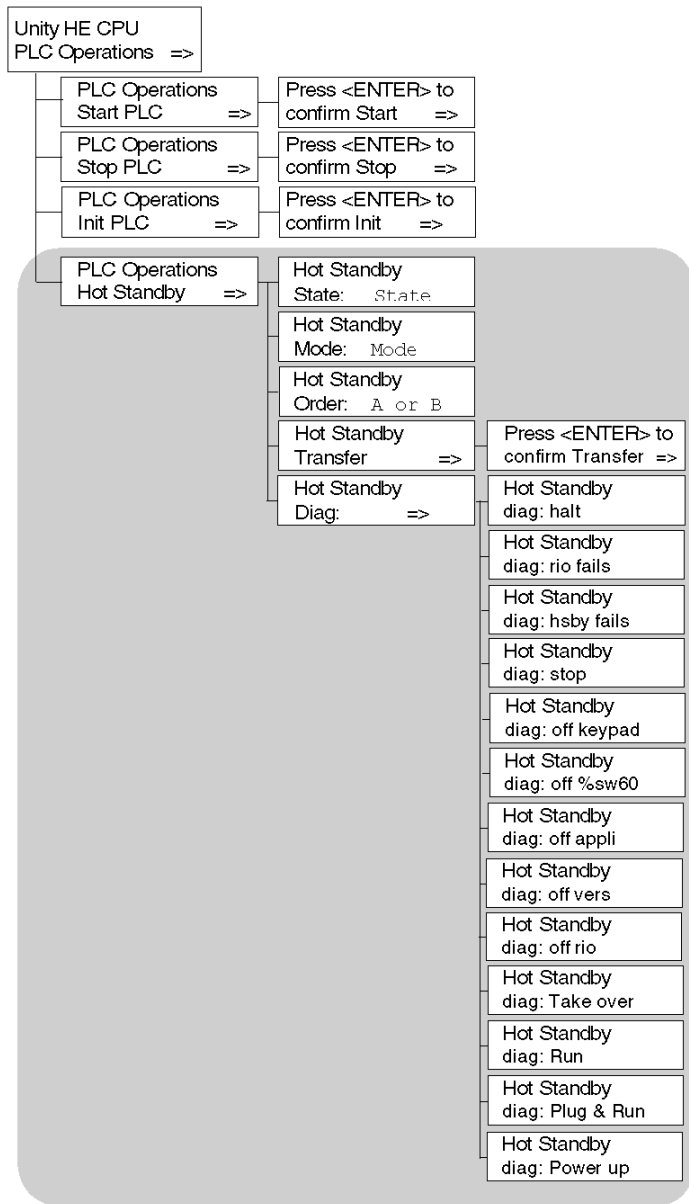 Unity HE CPU
PLC Operations =>
PLC Operations
Start PLC =>
Press <ENTER> to
confirm Start =>
PLC Operations
Stop PLC =>
Press <ENTER> to
confirm Stop =>
PLC Operations
Init PLC =>
Press <ENTER> to
confirm Init =>
PLC Operations
Hot Standby =>
Hot Standby
State: State
Hot Standby
Mode: Mode
Hot Standby
Order: A or B
Hot Standby
Transfer =>
Press <ENTER> to
confirm Transfer =>
Hot Standby
Diag: =>
Hot Standby
diag: halt
Hot Standby
diag: rio fails
Hot Standby
diag: hsby fails
Hot Standby
diag: stop
Hot Standby
diag: off keypad
Hot Standby
diag: off %sw60
Hot Standby
diag: off appli
Hot Standby
diag: off vers
Hot Standby
diag: off rio
Hot Standby
diag: Take over
Hot Standby
diag: Run
Hot Standby
diag: Plug & Run
Hot Standby
diag: Power up